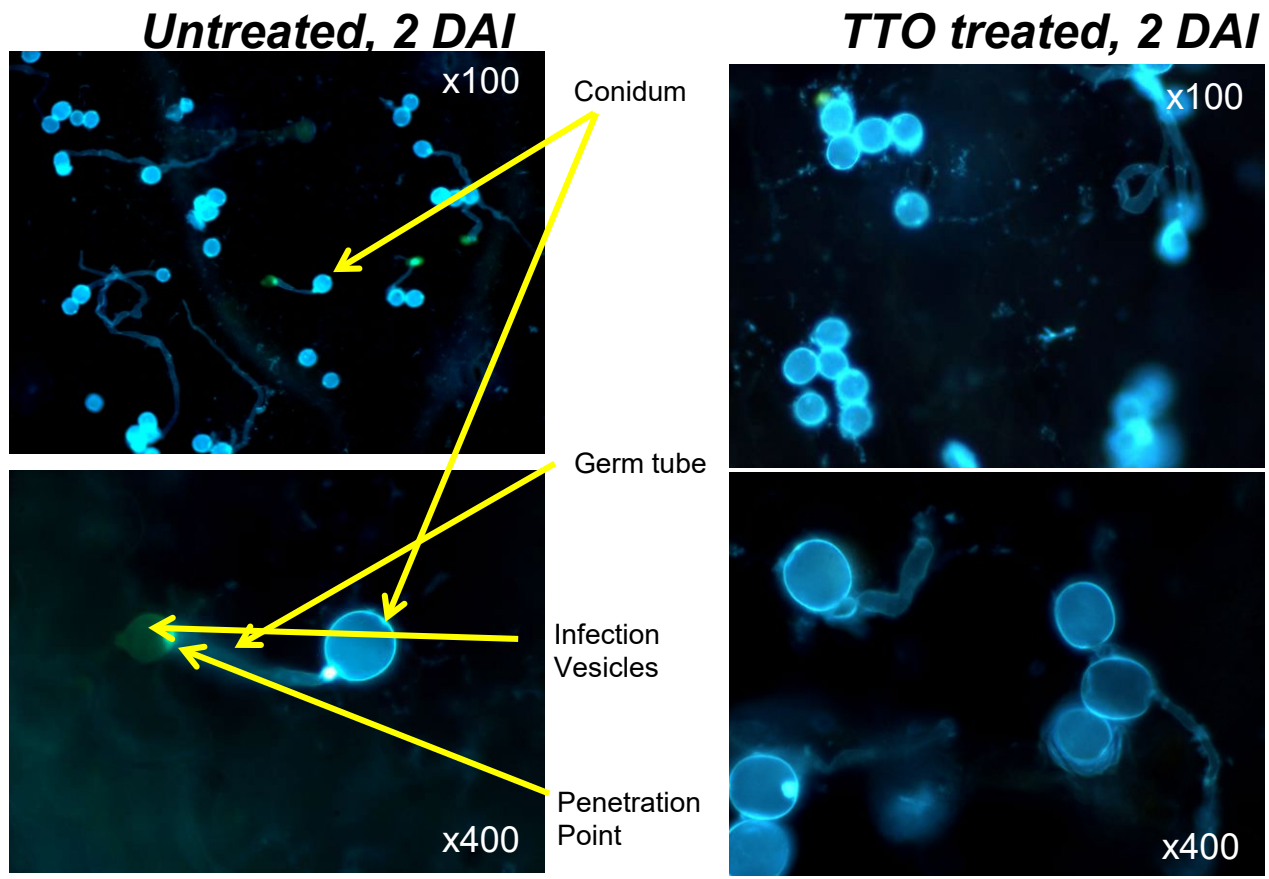 Untreated, 2 DAI
TTO treated, 2 DAI
x100
Conidum
x100
Germ tube
Infection
Vesicles
Penetration
Point
x400
x400